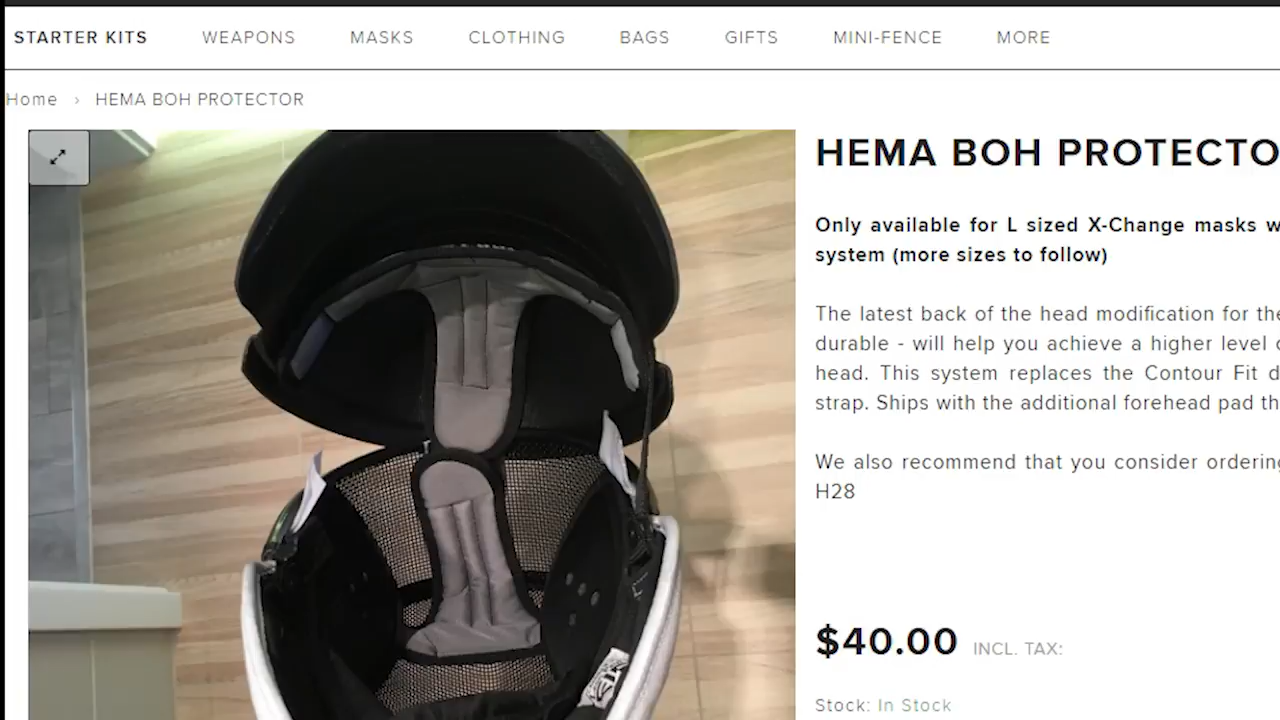 STARTER KITS WEAPONS MASKS CLOTHING BAGS GIFTS MINI-FENCE MORE
Home › HEMA BOH PROTECTOR
HEMA BOH PROTECTO
Only available for L sized X-Change masks w
system (more sizes to follow)
The latest back of the head modification for the
durable - will help you achieve a higher level o
head. This system replaces the Contour Fit d
strap. Ships with the additional forehead pad th
We also recommend that you consider ordering
H28
$40.00 INCL. TAX:
Stock: In Stock